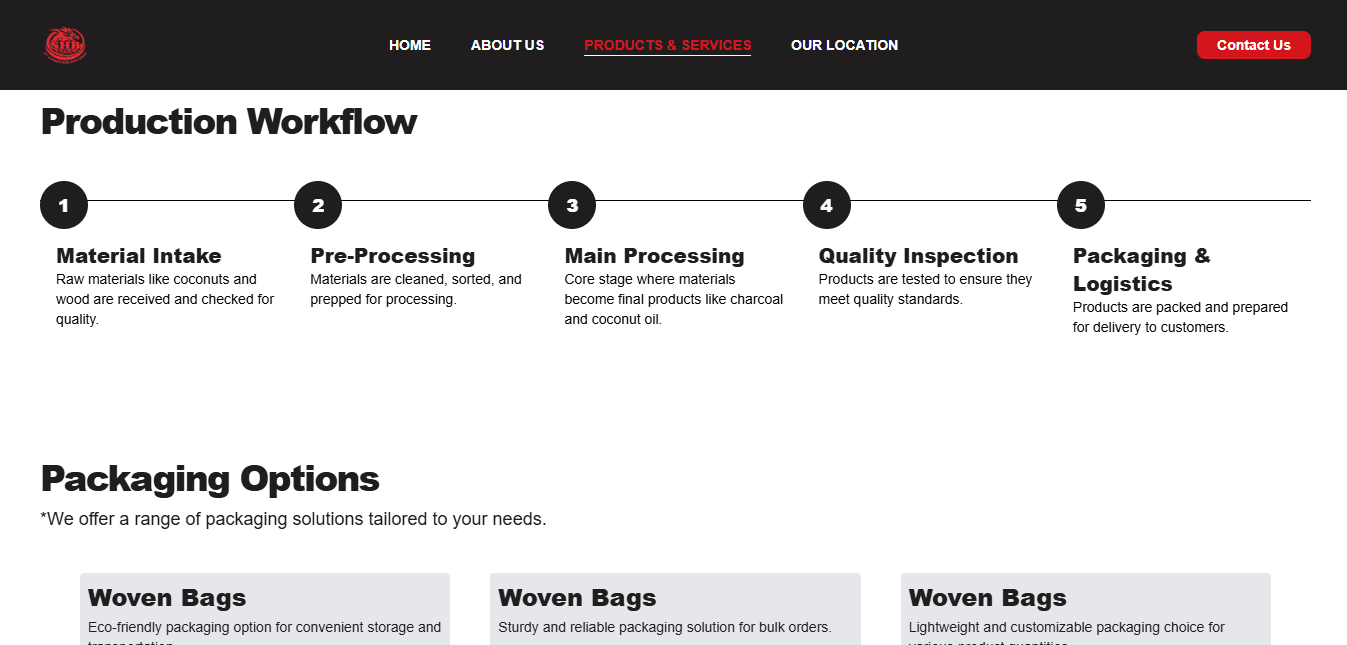 HOME
ABOUT US
PRODUCTS & SERVICES
OUR LOCATION
Contact Us
Production Workflow
1
2
3
4
5
Material Intake
Raw materials like coconuts and
wood are received and checked for
quality.
Pre-Processing
Materials are cleaned, sorted, and
prepped for processing.
Main Processing
Core stage where materials
become final products like charcoal
and coconut oil.
Quality Inspection
Products are tested to ensure they
meet quality standards.
Packaging &
Logistics
Products are packed and prepared
for delivery to customers.
Packaging Options
*We offer a range of packaging solutions tailored to your needs.
Woven Bags
Eco-friendly packaging option for convenient storage and
Woven Bags
Sturdy and reliable packaging solution for bulk orders.
Woven Bags
Lightweight and customizable packaging choice for